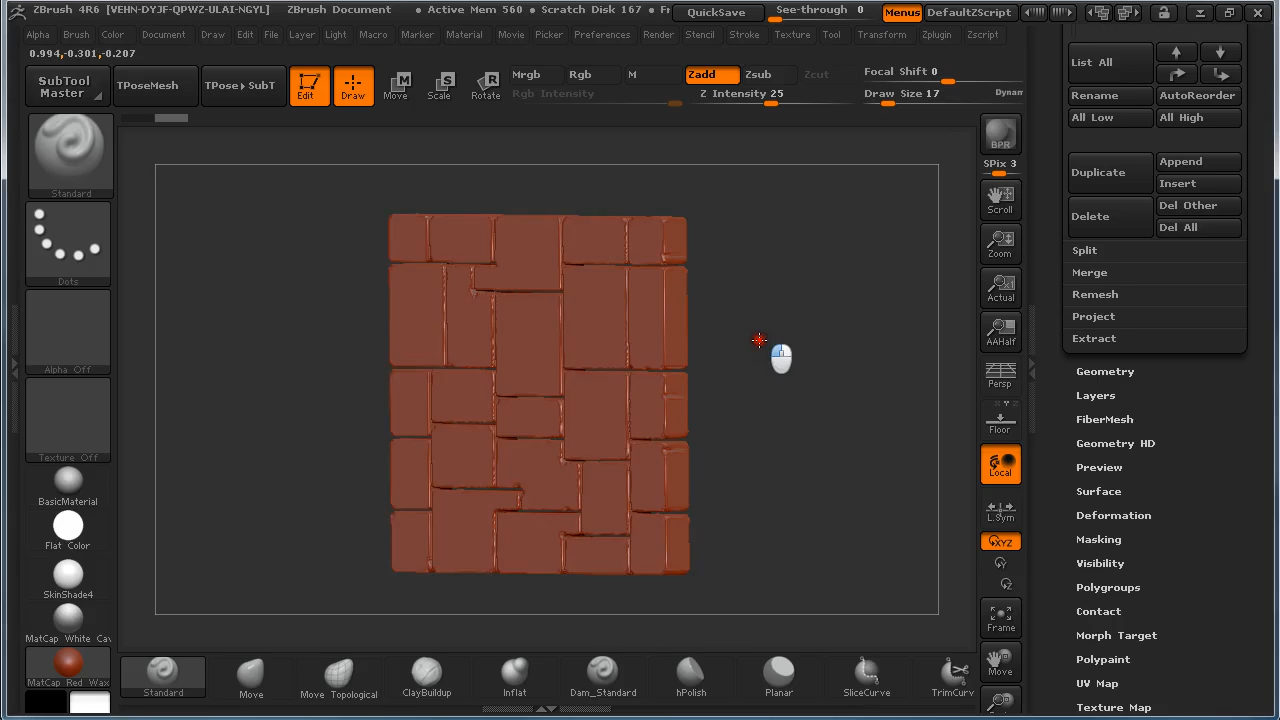 ZBrush 4R6 (VEHN-DYJF-QPWZ-ULAI-NGYL) ZBrush Document • Active Mem 560 • Scratch Disk 167 • Fr QuickSave See-through 0 Menus DefaultZScript
Alpha Brush Color Document Draw Edit File Layer Light Macro Marker Material Movie Picker Preferences Render Stencil Stroke Texture Tool Transform Zplugin Zscript
0.994,-0.301,-0.207
SubTool Master
TPoseMesh
TPose▸ SubT
Edit
Draw
Move
Scale
Rotate
Mrgb Rgb M Zadd Zsub Zcut
Rgb Intensity Z Intensity 25
Focal Shift 0
Draw Size 17 Dynam
Standard
Dots
Alpha Off
Texture Off
BasicMaterial
Flat Color
SkinShade4
MatCap White Cav
MatCap Red Wax
Standard
Move
Move Topological
ClayBuildup
Inflat
Dam_Standard
hPolish
Planar
SliceCurve
TrimCurv
BPR
SPix 3
Scroll
Zoom
Actual
AAHalf
Persp
Floor
Local
L.Sym
XYZ
Y
Z
Frame
Move
List All
Rename AutoReorder
All Low All High
Duplicate
Append
Insert
Delete
Del Other
Del All
Split
Merge
Remesh
Project
Extract
Geometry
Layers
FiberMesh
Geometry HD
Preview
Surface
Deformation
Masking
Visibility
Polygroups
Contact
Morph Target
Polypaint
UV Map
Texture Map